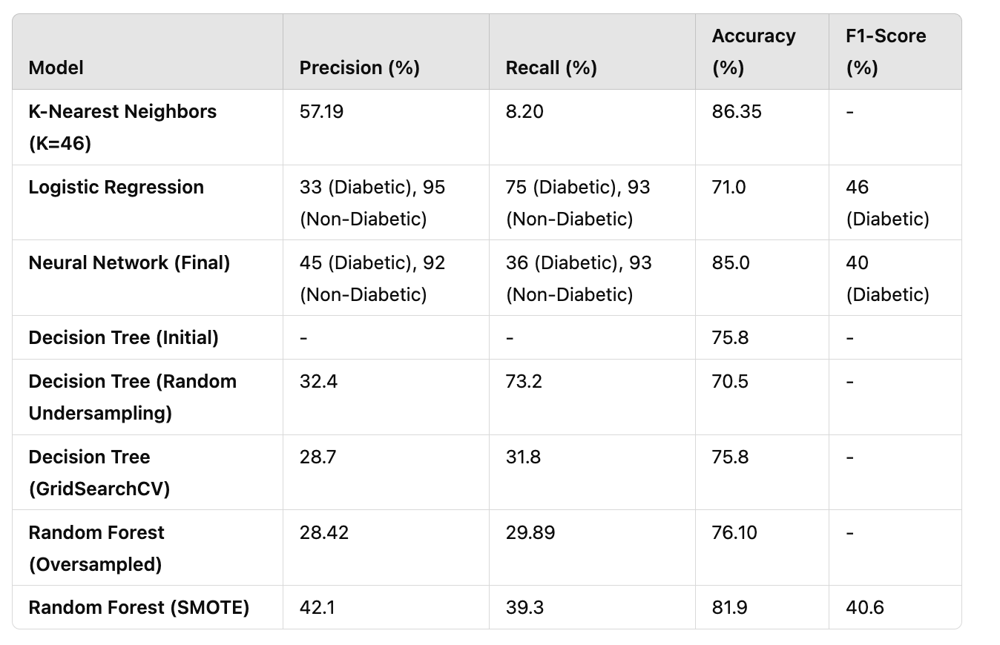 Model Precision (%) Recall (%) Accuracy (%) F1-Score (%)
K-Nearest Neighbors (K=46) 57.19 8.20 86.35 -
Logistic Regression 33 (Diabetic), 95 (Non-Diabetic) 75 (Diabetic), 93 (Non-Diabetic) 71.0 46 (Diabetic)
Neural Network (Final) 45 (Diabetic), 92 (Non-Diabetic) 36 (Diabetic), 93 (Non-Diabetic) 85.0 40 (Diabetic)
Decision Tree (Initial) - - 75.8 -
Decision Tree (Random Undersampling) 32.4 73.2 70.5 -
Decision Tree (GridSearchCV) 28.7 31.8 75.8 -
Random Forest (Oversampled) 28.42 29.89 76.10 -
Random Forest (SMOTE) 42.1 39.3 81.9 40.6